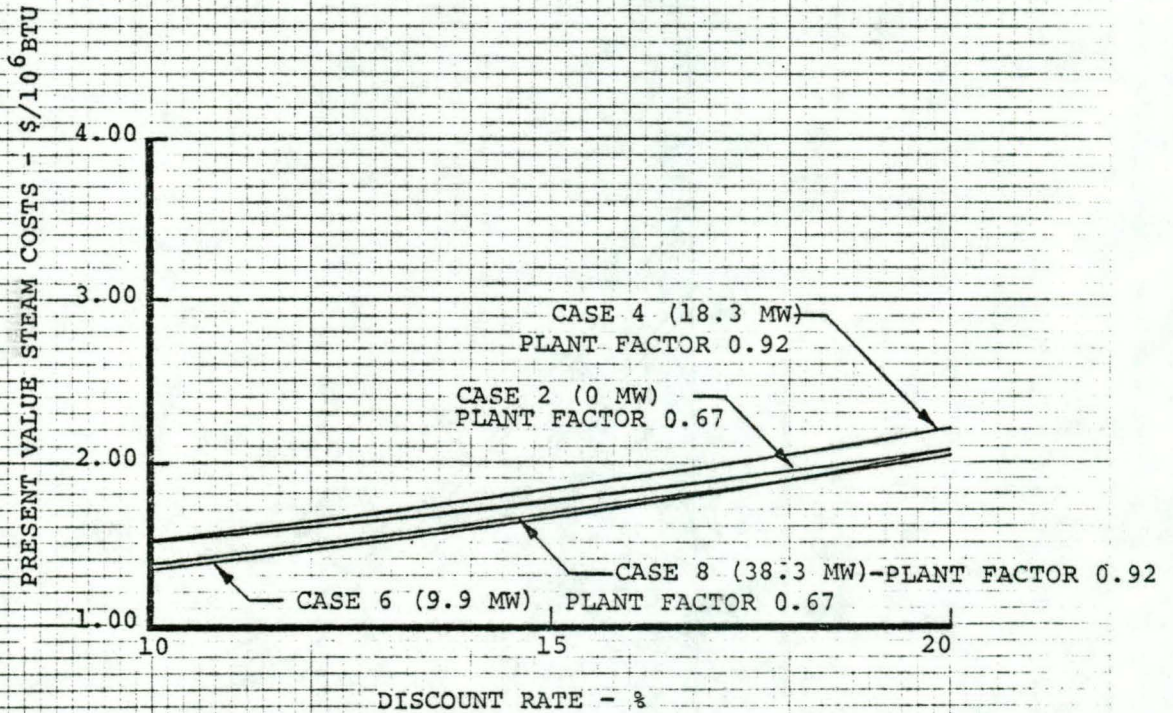 PRESENT VALUE STEAM COSTS - $/10⁶BTU
4.00
3.00
2.00
1.00
CASE 4 (18.3 MW)
PLANT FACTOR 0.92
CASE 2 (0 MW)
PLANT FACTOR 0.67
CASE 8 (38.3 MW)-PLANT FACTOR 0.92
CASE 6 (9.9 MW) PLANT FACTOR 0.67
10 15 20
DISCOUNT RATE - %